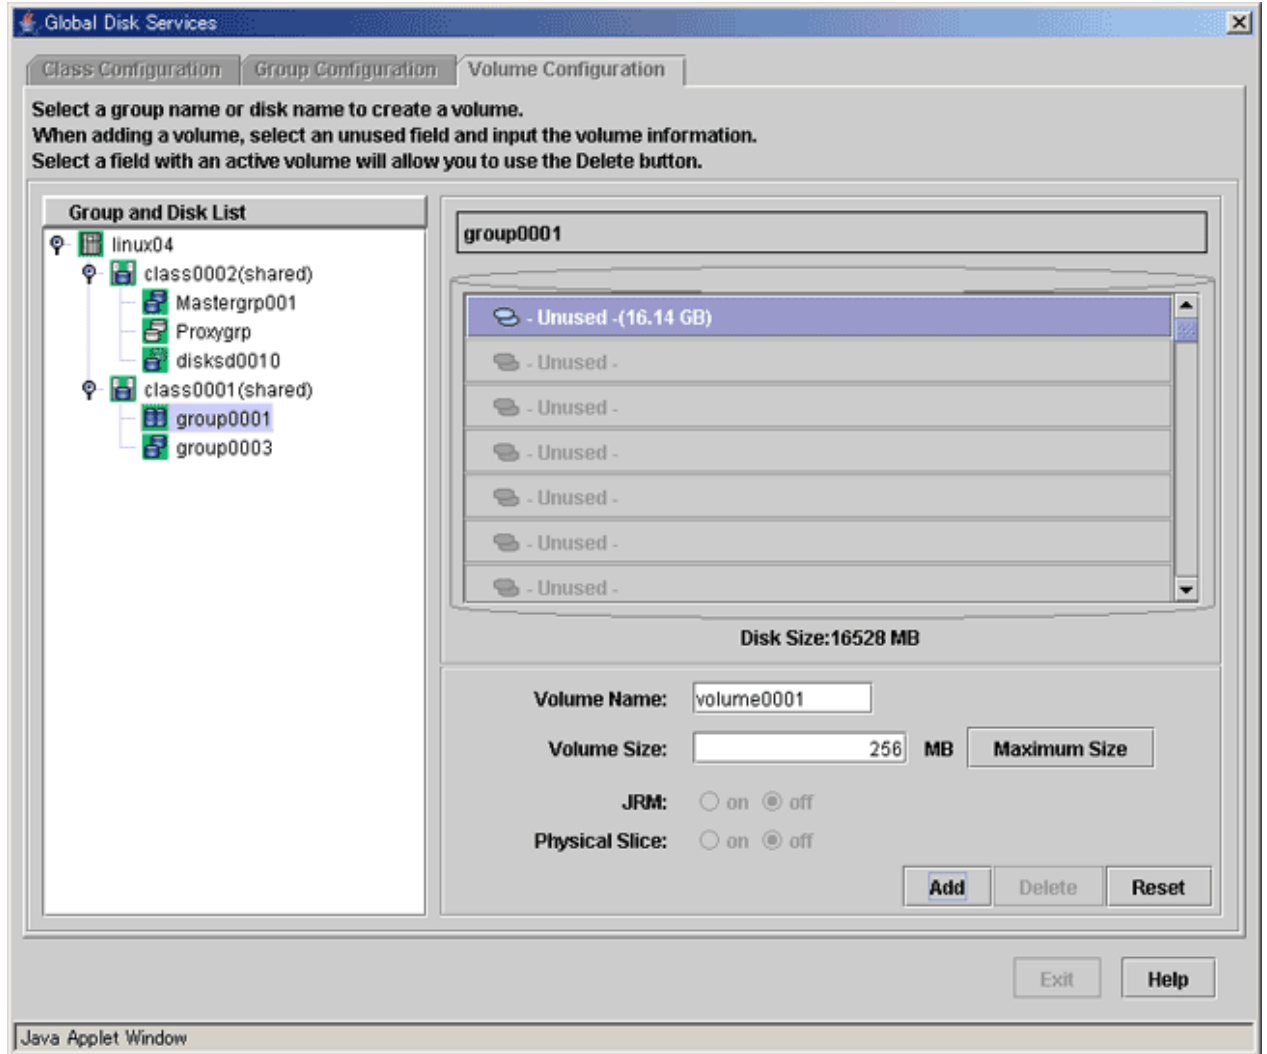 Global Disk Services
Class Configuration Group Configuration Volume Configuration
Select a group name or disk name to create a volume.
When adding a volume, select an unused field and input the volume information.
Select a field with an active volume will allow you to use the Delete button.
Group and Disk List
linux04
class0002(shared)
Mastergrp001
Proxygrp
disksd0010
class0001(shared)
group0001
group0003
group0001
- Unused -(16.14 GB)
- Unused -
- Unused -
- Unused -
- Unused -
- Unused -
- Unused -
Disk Size:16528 MB
Volume Name: volume0001
Volume Size: 256 MB Maximum Size
JRM: on off
Physical Slice: on off
Add Delete Reset
Exit Help
Java Applet Window